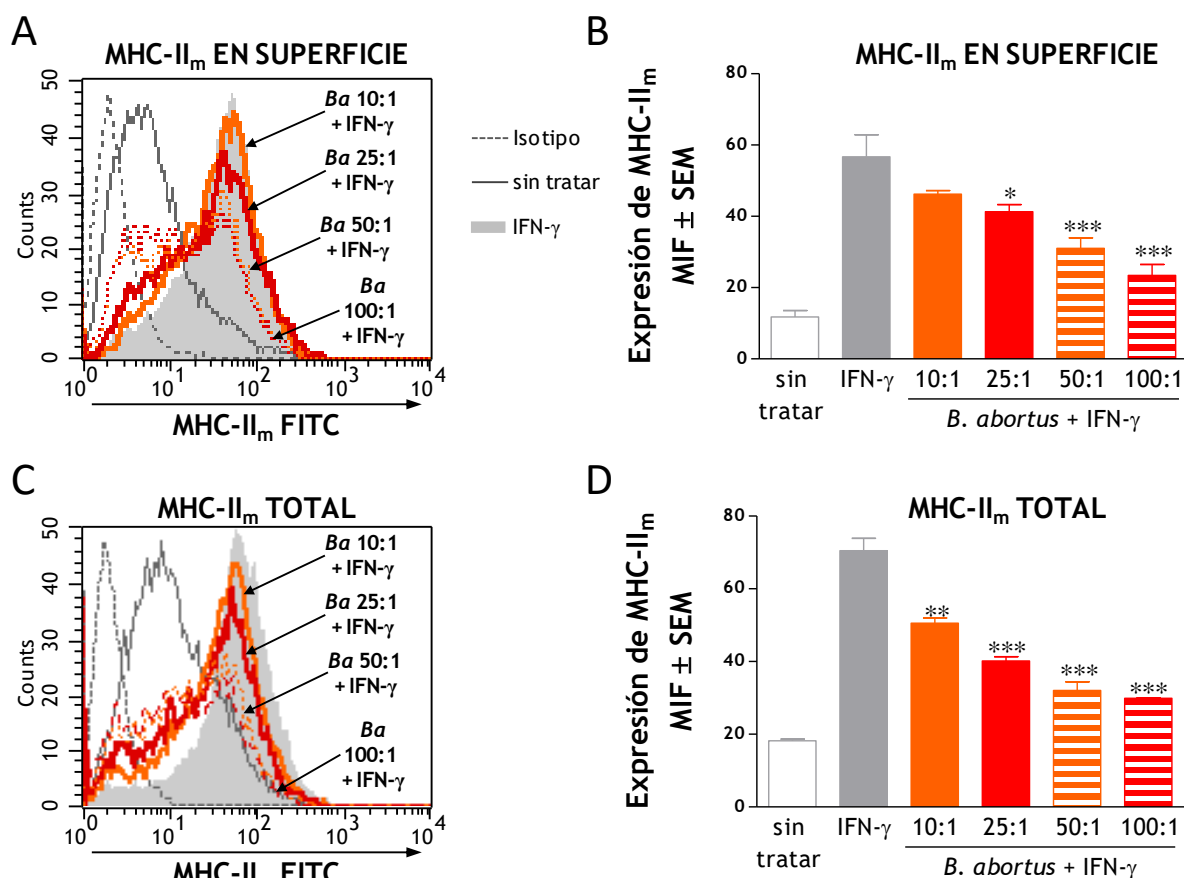 A
MHC-IIm EN SUPERFICIE
50
40
30
20
10
0
Counts
Ba 10:1
+ IFN-γ
Ba 25:1
+ IFN-γ
Ba 50:1
+ IFN-γ
Ba
100:1
+ IFN-γ
10^0 10^1 10^2 10^3 10^4
MHC-IIm FITC
Isotipo
sin tratar
IFN-γ
B
MHC-IIm EN SUPERFICIE
Expresión de MHC-IIm
MIF ± SEM
80
60
40
20
0
*
***
***
sin tratar
IFN-γ
10:1 25:1 50:1 100:1
B. abortus + IFN-γ
C
MHC-IIm TOTAL
50
40
30
20
10
0
Counts
Ba 10:1
+ IFN-γ
Ba 25:1
+ IFN-γ
Ba 50:1
+ IFN-γ
Ba
100:1
+ IFN-γ
10^0 10^1 10^2 10^3 10^4
MHC-II FITC
D
MHC-IIm TOTAL
Expresión de MHC-IIm
MIF ± SEM
80
60
40
20
0
**
***
***
***
sin tratar
IFN-γ
10:1 25:1 50:1 100:1
B. abortus + IFN-γ